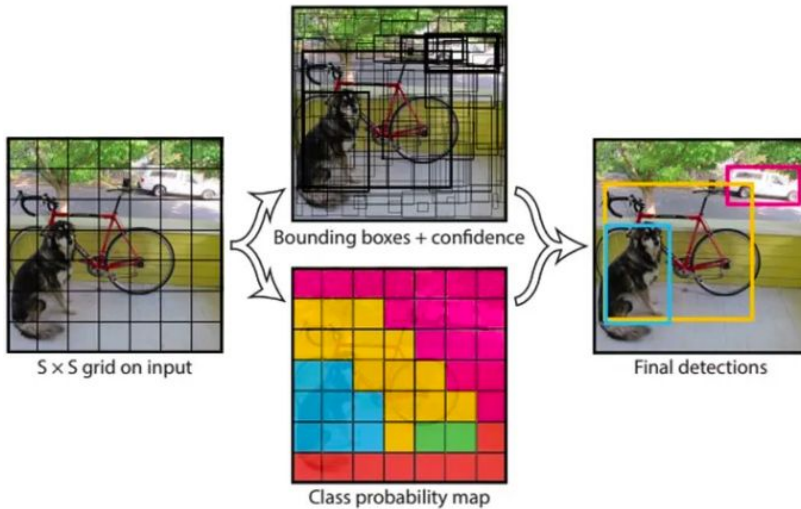 Bounding boxes + confidence
S × S grid on input
Final detections
Class probability map